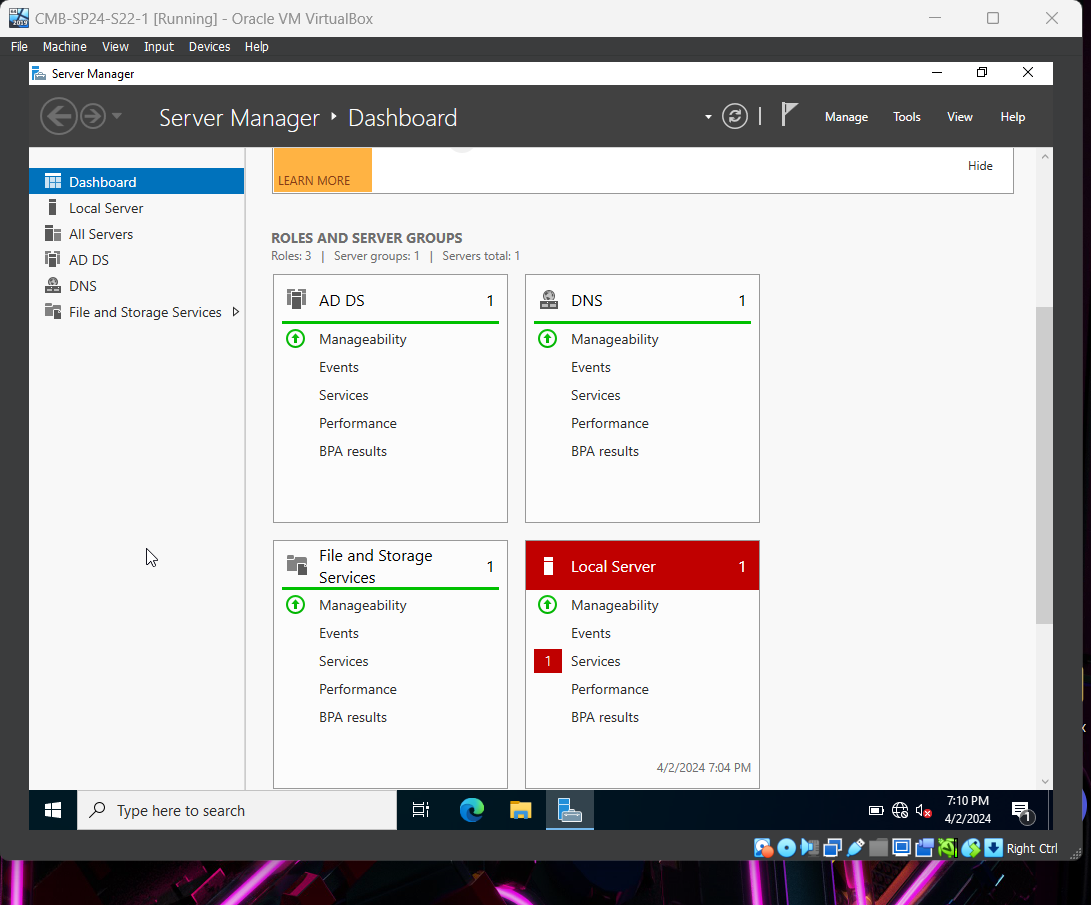 CMB-SP24-S22-1 [Running] - Oracle VM VirtualBox
File Machine View Input Devices Help
Server Manager
Server Manager Dashboard
Manage Tools View Help
Dashboard
Local Server
All Servers
AD DS
DNS
File and Storage Services
LEARN MORE
Hide
ROLES AND SERVER GROUPS
Roles: 3 | Server groups: 1 | Servers total: 1
AD DS 1
Manageability
Events
Services
Performance
BPA results
DNS 1
Manageability
Events
Services
Performance
BPA results
File and Storage
Services 1
Manageability
Events
Services
Performance
BPA results
Local Server 1
Manageability
Events
1 Services
Performance
BPA results
4/2/2024 7:04 PM
Type here to search
7:10 PM
4/2/2024
1
Right Ctrl